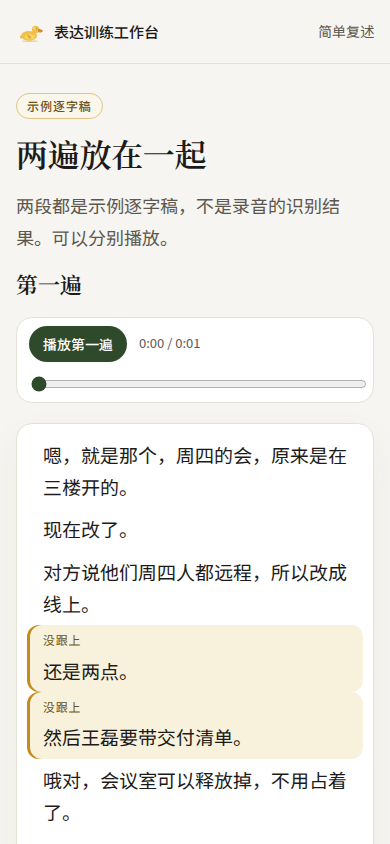 表达训练工作台
简单复述
示例逐字稿
两遍放在一起
两段都是示例逐字稿，不是录音的识别结
果。可以分别播放。
第一遍
播放第一遍
0:00 / 0:01
嗯，就是那个，周四的会，原来是在
三楼开的。
现在改了。
对方说他们周四人都远程，所以改成
线上。
没跟上
还是两点。
没跟上
然后王磊要带交付清单。
哦对，会议室可以释放掉，不用占着
了。